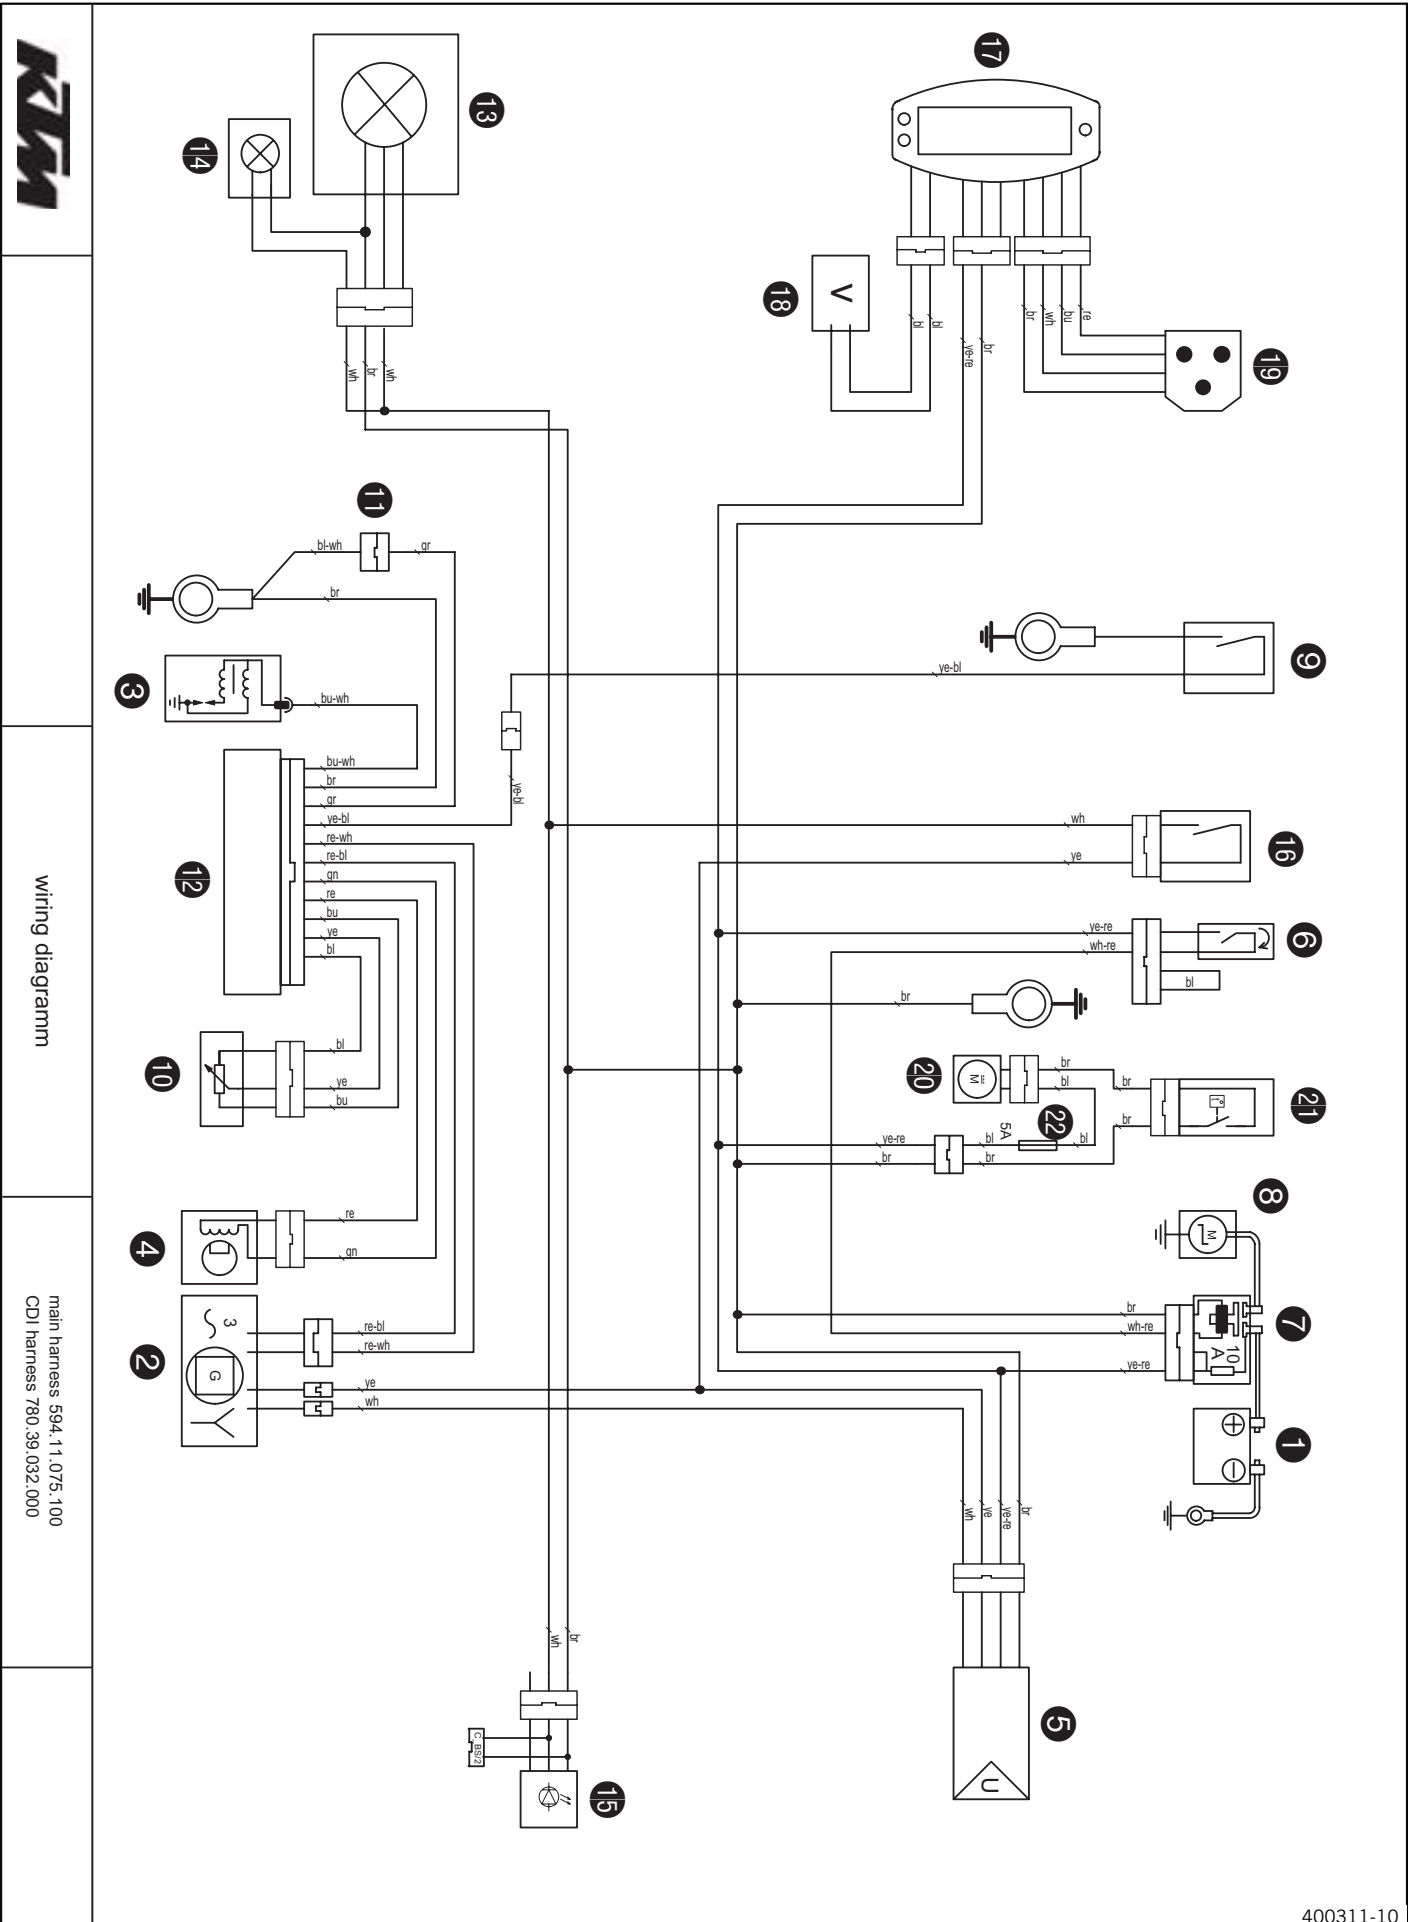 KTM
wiring diagramm
main harness 594.11.075.100
CDI harness 780.39.032.000
400311-10
17
13
14
18
V
19
bl
bl
ye-re
br
br
wh
bu
re
wh
br
wh
11
bl-wh
gr
br
9
ye-bl
3
bu-wh
ye-bl
12
bu-wh
br
gr
ye-bl
re-wh
re-bl
gn
re
bu
ye
bl
16
wh
ye
6
ye-re
wh-re
bl
br
10
bl
ye
bu
20
M
br
bl
br
br
21
t°
22
5A
bl
bl
ye-re
br
br
4
re
gn
8
M
7
10
A
br
wh-re
ye-re
2
3
G
re-bl
re-wh
ye
wh
1
wh
ye
ye-re
br
5
U
wh
br
C_BS/2
15